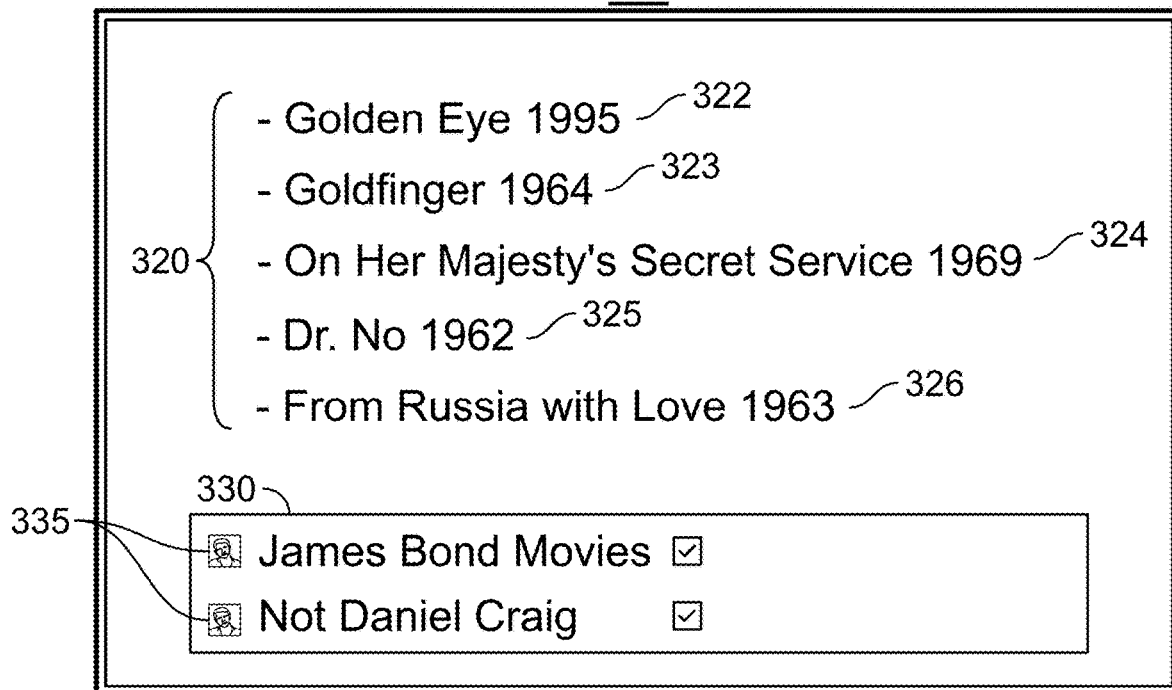 - Golden Eye 1995 322
- Goldfinger 1964 323
320 - On Her Majesty's Secret Service 1969 324
- Dr. No 1962 325
- From Russia with Love 1963 326
330
335 James Bond Movies
Not Daniel Craig